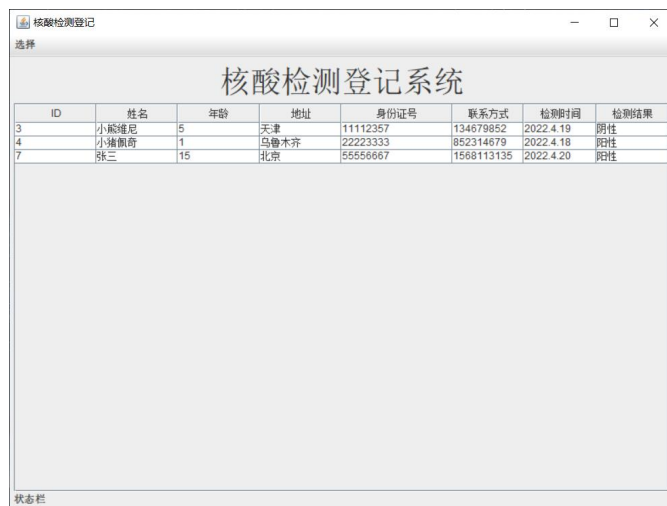 核酸检测登记
选择
核酸检测登记系统
ID 姓名 年龄 地址 身份证号 联系方式 检测时间 检测结果
3 小熊维尼 5 天津 11112357 134679852 2022.4.19 阴性
4 小猪佩奇 1 乌鲁木齐 22223333 852314679 2022.4.18 阳性
7 张三 15 北京 55556667 1568113135 2022.4.20 阳性
状态栏